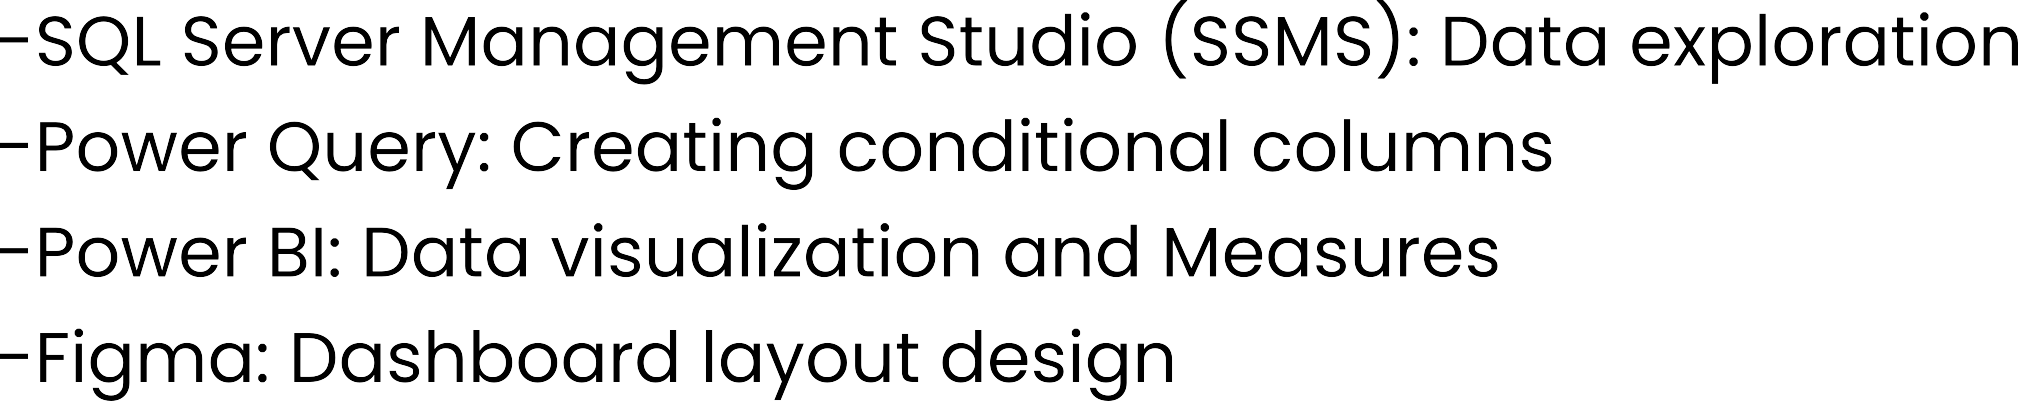 -SQL Server Management Studio (SSMS): Data exploration
-Power Query: Creating conditional columns
-Power BI: Data visualization and Measures
-Figma: Dashboard layout design